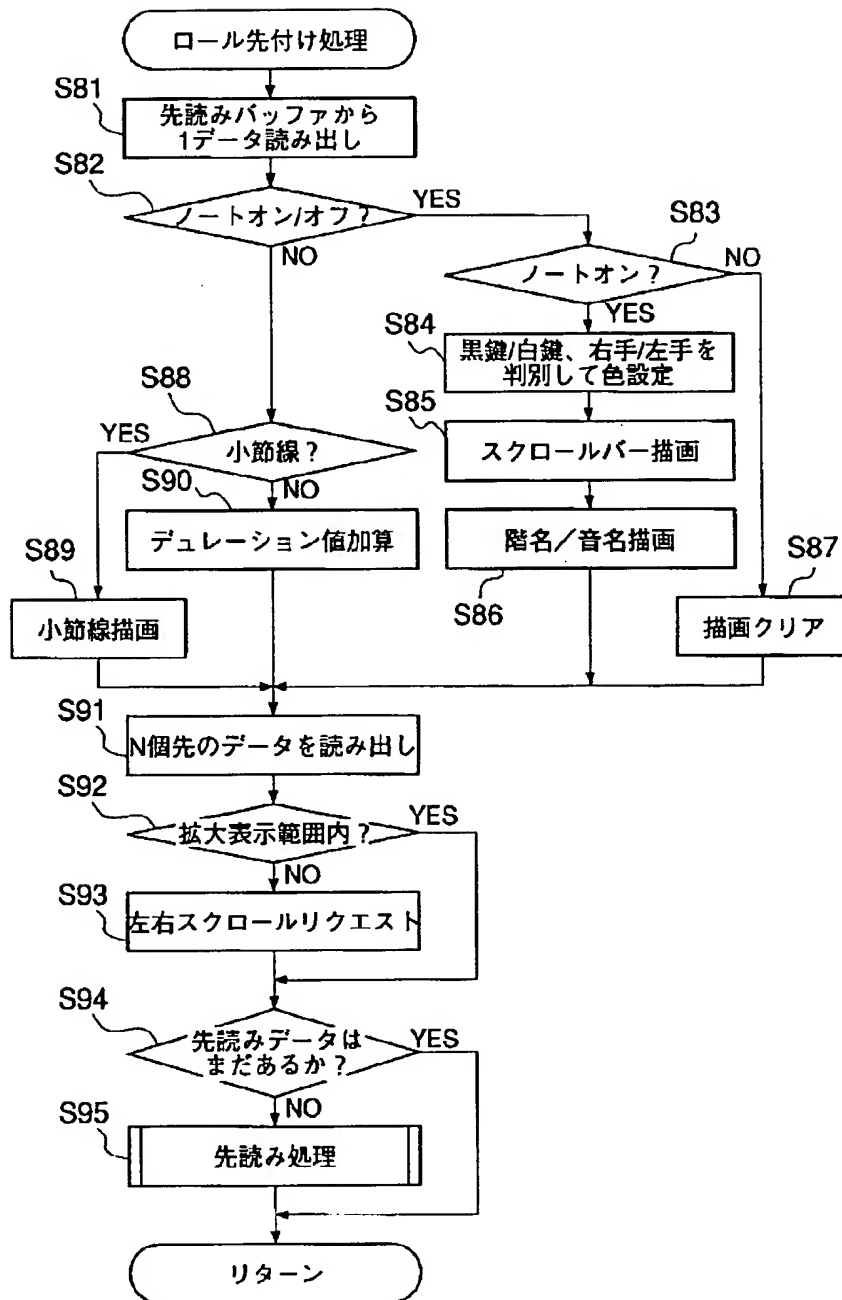 ロール先付け処理
S81
先読みバッファから
1データ読み出し
S82
ノートオン/オフ？
YES
NO
S83
ノートオン？
NO
YES
S84
黒鍵/白鍵、右手/左手を
判別して色設定
S85
スクロールバー描画
階名／音名描画
S86
S87
描画クリア
S88
YES
小節線？
NO
S90
デュレーション値加算
S89
小節線描画
S91
N個先のデータを読み出し
S92
拡大表示範囲内？
YES
NO
S93
左右スクロールリクエスト
S94
先読みデータは
まだあるか？
YES
NO
S95
先読み処理
リターン